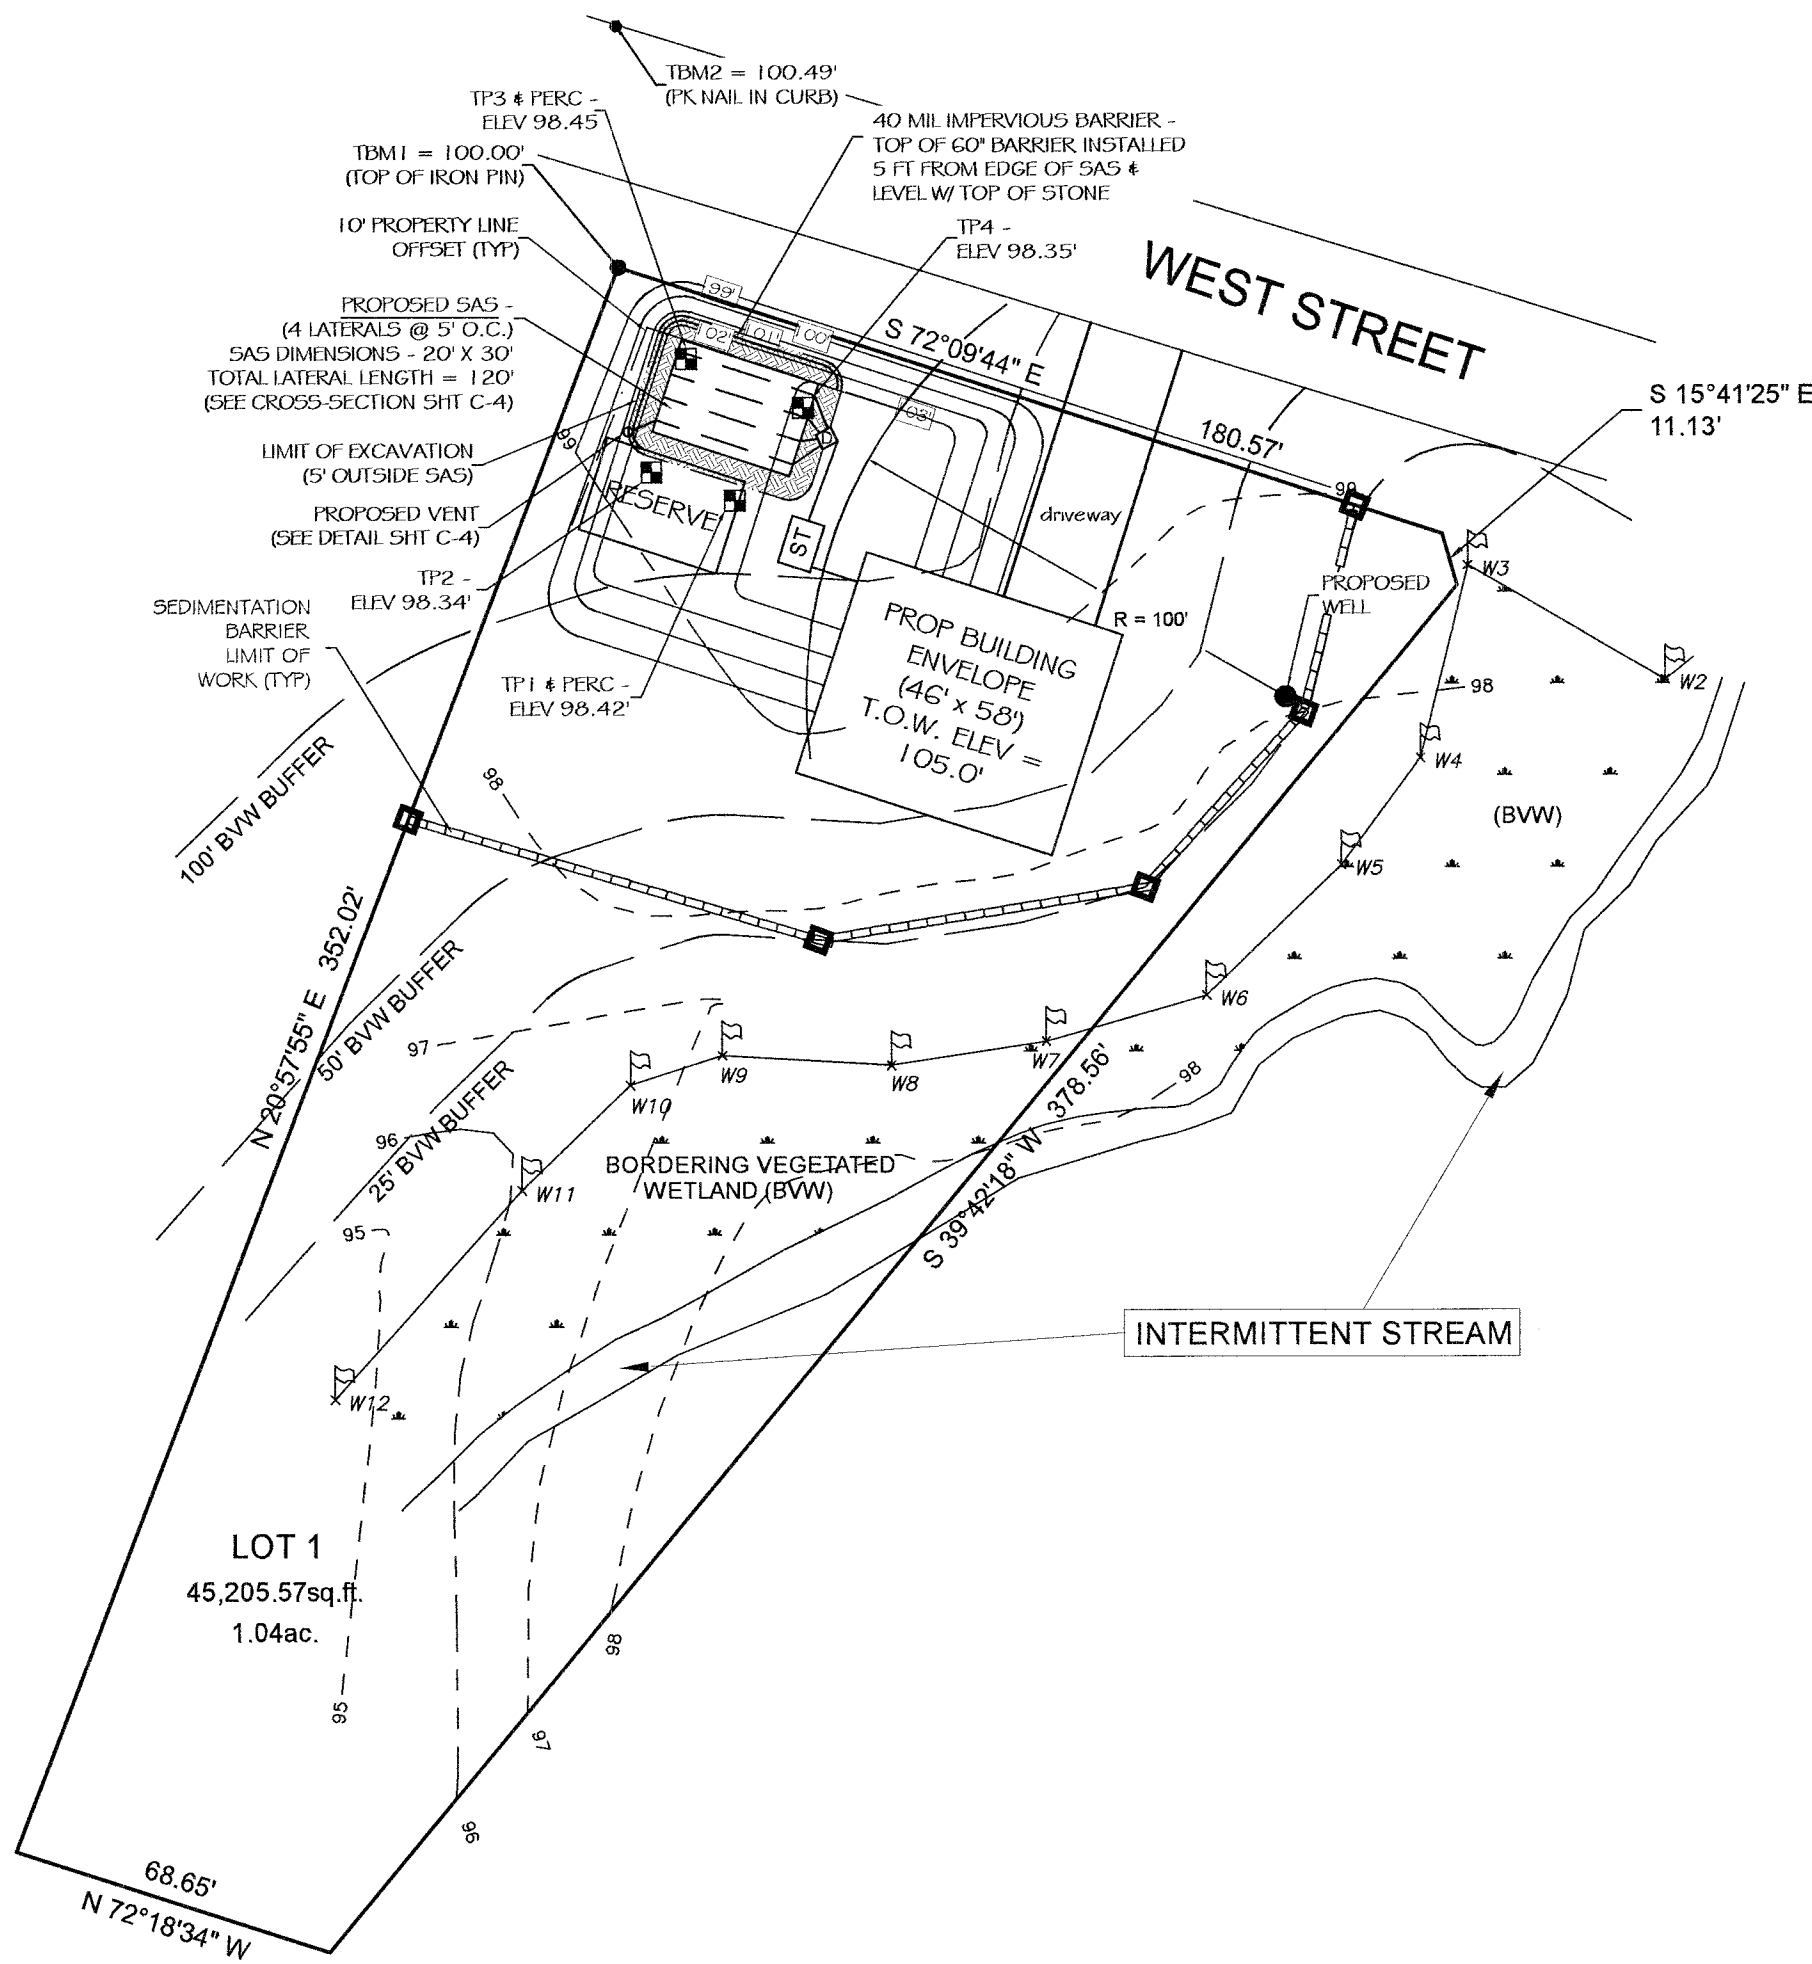 TBM2 = 100.49'
(PK NAIL IN CURB)
TP3 & PERC -
ELEV 98.45'
40 MIL IMPERVIOUS BARRIER -
TOP OF 60" BARRIER INSTALLED
5 FT FROM EDGE OF SAS &
LEVEL W/ TOP OF STONE
TBM1 = 100.00'
(TOP OF IRON PIN)
10' PROPERTY LINE
OFFSET (TYP)
TP4 -
ELEV 98.35'
WEST STREET
PROPOSED SAS -
(4 LATERALS @ 5' O.C.)
SAS DIMENSIONS - 20' X 30'
TOTAL LATERAL LENGTH = 120'
(SEE CROSS-SECTION SHT C-4)
99'
S 72°09'44" E
180.57'
S 15°41'25" E
11.13'
LIMIT OF EXCAVATION
(5' OUTSIDE SAS)
99
99
PROPOSED VENT
(SEE DETAIL SHT C-4)
RESERVE
ST
driveway
TP2 -
ELEV 98.34'
SEDIMENTATION
BARRIER
LIMIT OF
WORK (TYP)
TP1 & PERC -
ELEV 98.42'
PROP BUILDING
ENVELOPE
(46' x 58')
T.O.W. ELEV =
105.0'
R = 100'
PROPOSED
WELL
W3
W2
98
W4
(BVW)
W5
W6
W7
W8
W9
W10
W11
W12
98
100' BVW BUFFER
50' BVW BUFFER
25' BVW BUFFER
N 20°57'55" E 352.02'
97
96
95
98
BORDERING VEGETATED
WETLAND (BVW)
S 39°42'18" W 378.56'
INTERMITTENT STREAM
LOT 1
45,205.57sq.ft.
1.04ac.
95
98
97
96
68.65'
N 72°18'34" W